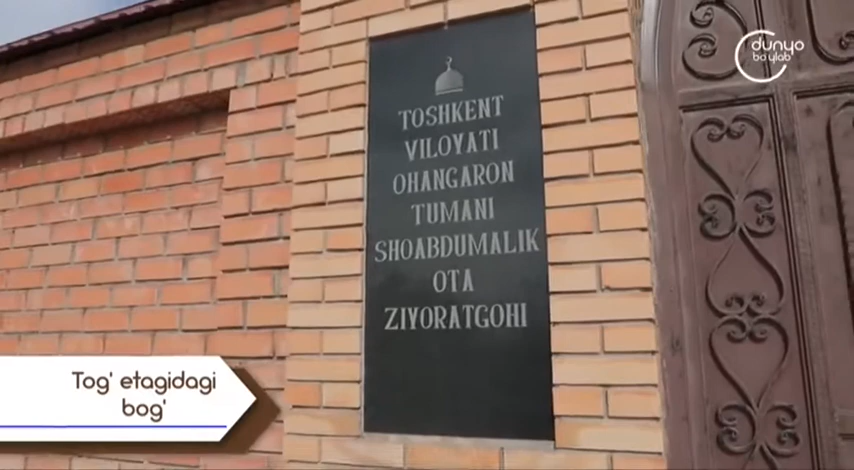 dunyo
bo'ylab
TOSHKENT
VILOYATI
OHANGARON
TUMANI
SHOABDUMALIK
OTA
ZIYORATGOHI
Tog' etagidagi
bog'